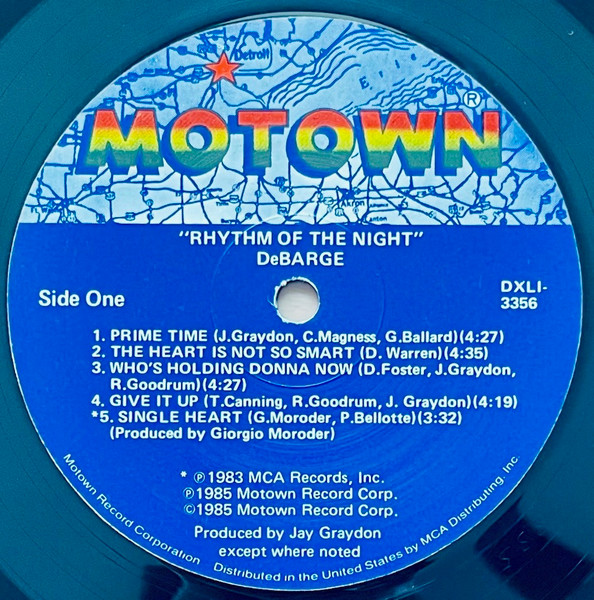 Detroit
Erie
MOTOWN®
Akron
Canton
"RHYTHM OF THE NIGHT"
DeBARGE
Side One
DXLI-
3356
1. PRIME TIME (J.Graydon, C.Magness, G.Ballard)(4:27)
2. THE HEART IS NOT SO SMART (D. Warren)(4:35)
3. WHO'S HOLDING DONNA NOW (D.Foster, J.Graydon,
R.Goodrum)(4:27)
4. GIVE IT UP (T.Canning, R.Goodrum, J. Graydon)(4:19)
*5. SINGLE HEART (G.Moroder, P.Bellotte)(3:32)
(Produced by Giorgio Moroder)
* ℗1983 MCA Records, Inc.
℗1985 Motown Record Corp.
©1985 Motown Record Corp.
Produced by Jay Graydon
except where noted
Motown Record Corporation Distributed in the United States by MCA Distributing, Inc.